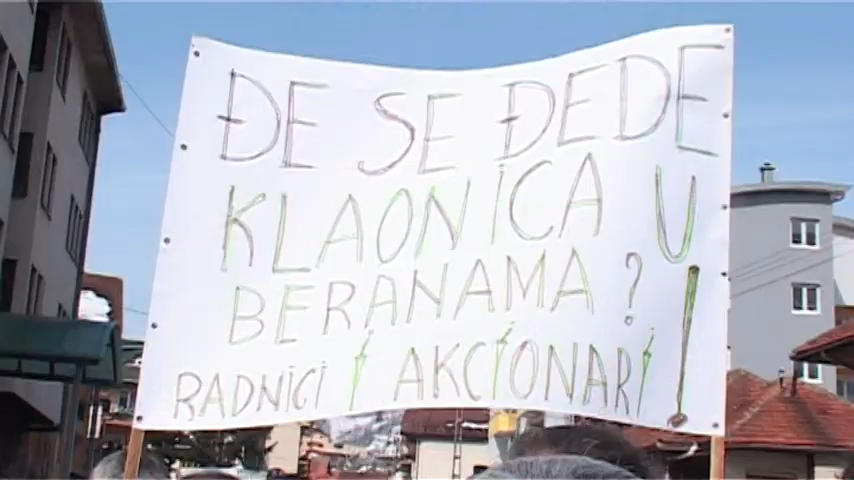 ĐE SE ĐEDE
KLAONICA U
BERANAMA ?
RADNICI I AKCIONARI !